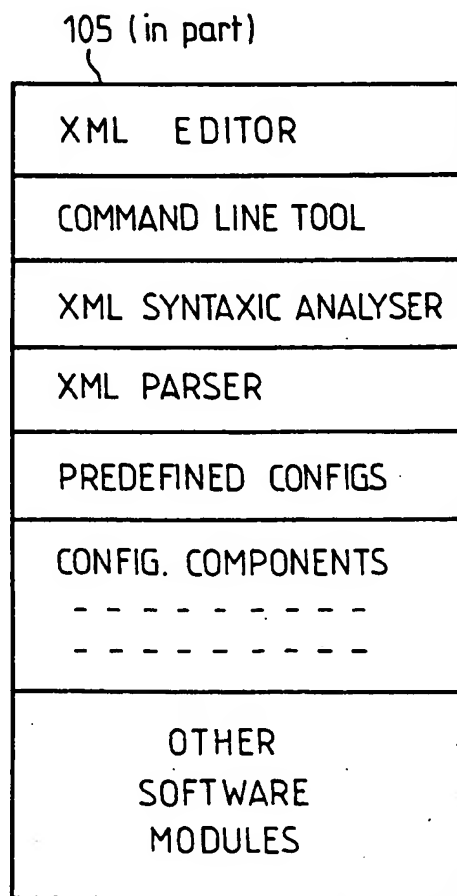 105 (in part)
XML EDITOR
COMMAND LINE TOOL
XML SYNTAXIC ANALYSER
XML PARSER
PREDEFINED CONFIGS
CONFIG. COMPONENTS
OTHER
SOFTWARE
MODULES